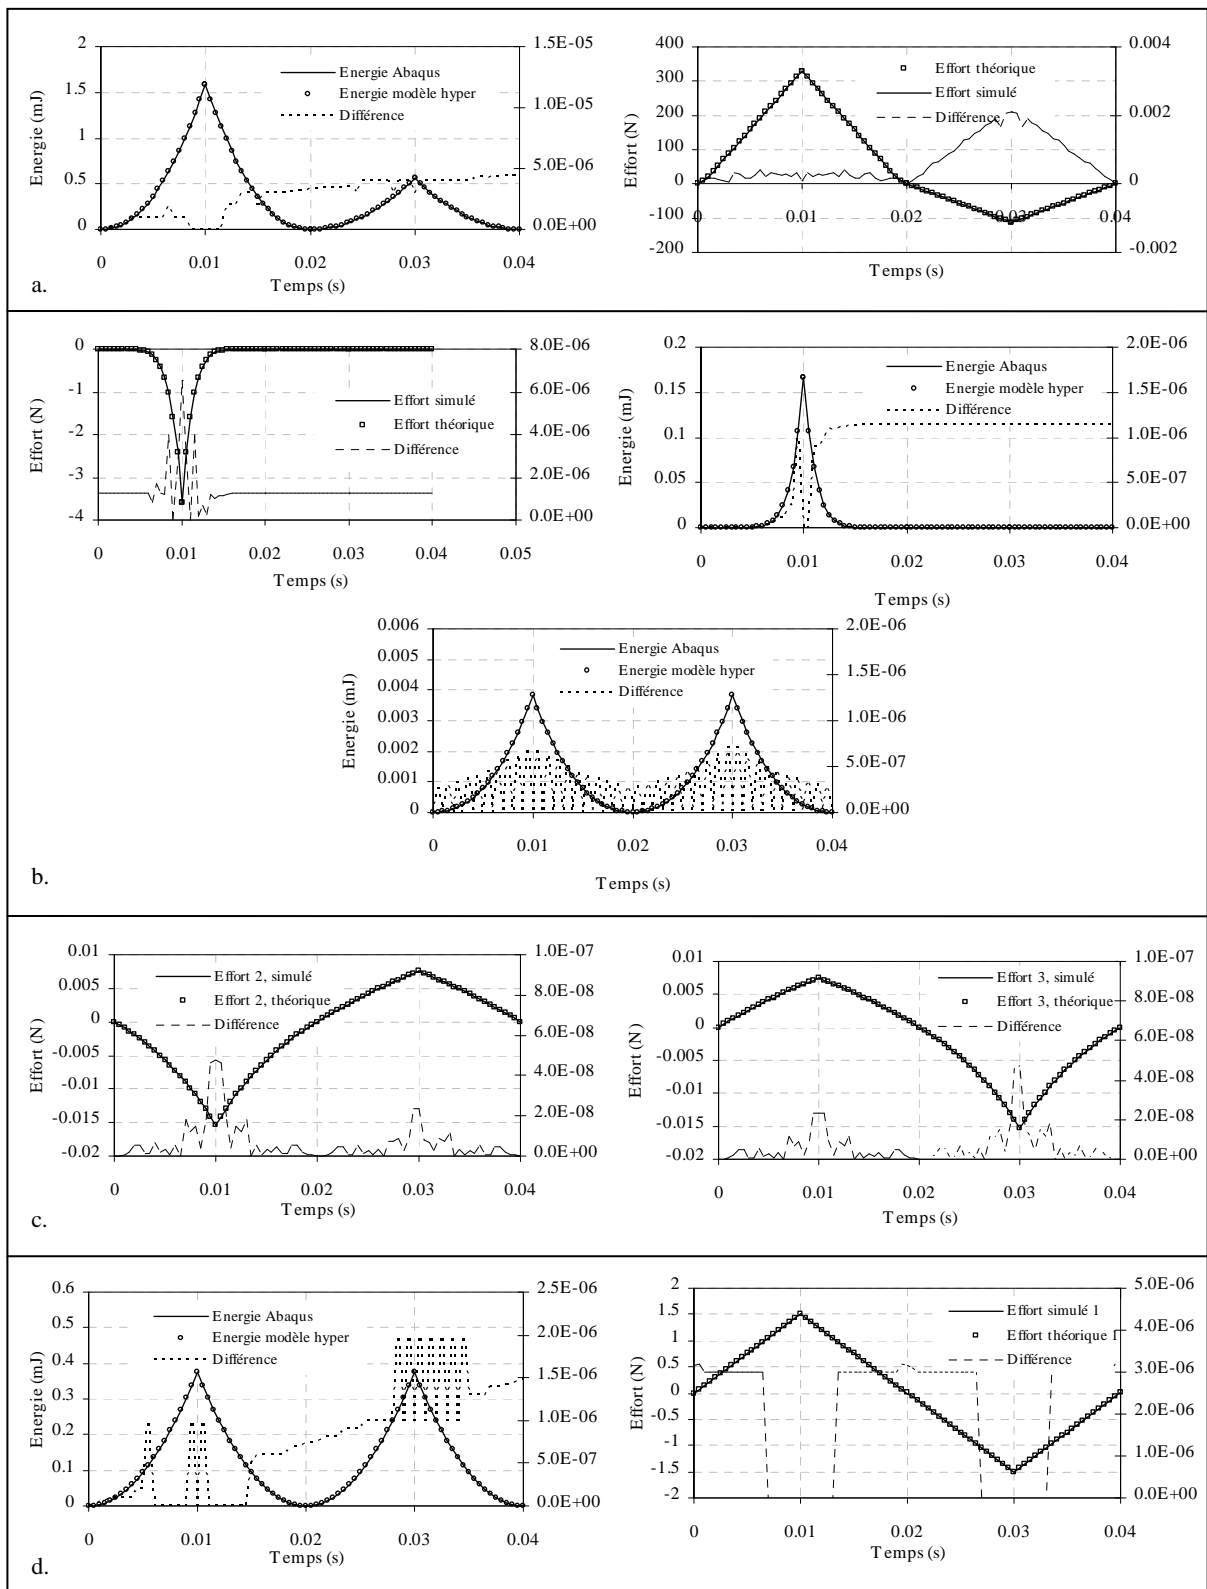 2
1.5
1
0.5
0
Energie (mJ)
1.5E-05
1.0E-05
5.0E-06
0.0E+00
Energie Abaqus
Energie modèle hyper
Différence
0 0.01 0.02 0.03 0.04
Temps (s)
400
300
200
100
0
-100
-200
Effort (N)
0.004
0.002
0
-0.002
Effort théorique
Effort simulé
Différence
0 0.01 0.02 0.03 0.04
Temps (s)
a.
0
-1
-2
-3
-4
Effort (N)
8.0E-06
6.0E-06
4.0E-06
2.0E-06
0.0E+00
Effort simulé
Effort théorique
Différence
0 0.01 0.02 0.03 0.04 0.05
Temps (s)
0.2
0.15
0.1
0.05
0
Energie (mJ)
2.0E-06
1.5E-06
1.0E-06
5.0E-07
0.0E+00
Energie Abaqus
Energie modèle hyper
Différence
0 0.01 0.02 0.03 0.04
Temps (s)
0.006
0.005
0.004
0.003
0.002
0.001
0
Energie (mJ)
2.0E-06
1.5E-06
1.0E-06
5.0E-07
0.0E+00
Energie Abaqus
Energie modèle hyper
Différence
0 0.01 0.02 0.03 0.04
Temps (s)
b.
0.01
0.005
0
-0.005
-0.01
-0.015
-0.02
Effort (N)
1.0E-07
8.0E-08
6.0E-08
4.0E-08
2.0E-08
0.0E+00
Effort 2, simulé
Effort 2, théorique
Différence
0 0.01 0.02 0.03 0.04
Temps (s)
0.01
0.005
0
-0.005
-0.01
-0.015
-0.02
Effort (N)
1.0E-07
8.0E-08
6.0E-08
4.0E-08
2.0E-08
0.0E+00
Effort 3, simulé
Effort 3, théorique
Différence
0 0.01 0.02 0.03 0.04
Temps (s)
c.
0.6
0.5
0.4
0.3
0.2
0.1
0
Energie (mJ)
2.5E-06
2.0E-06
1.5E-06
1.0E-06
5.0E-07
0.0E+00
Energie Abaqus
Energie modèle hyper
Différence
0 0.01 0.02 0.03 0.04
Temps (s)
2
1.5
1
0.5
0
-0.5
-1
-1.5
-2
Effort (N)
5.0E-06
4.0E-06
3.0E-06
2.0E-06
1.0E-06
0.0E+00
Effort simulé 1
Effort théorique 1
Différence
0 0.01 0.02 0.03 0.04
Temps (s)
d.